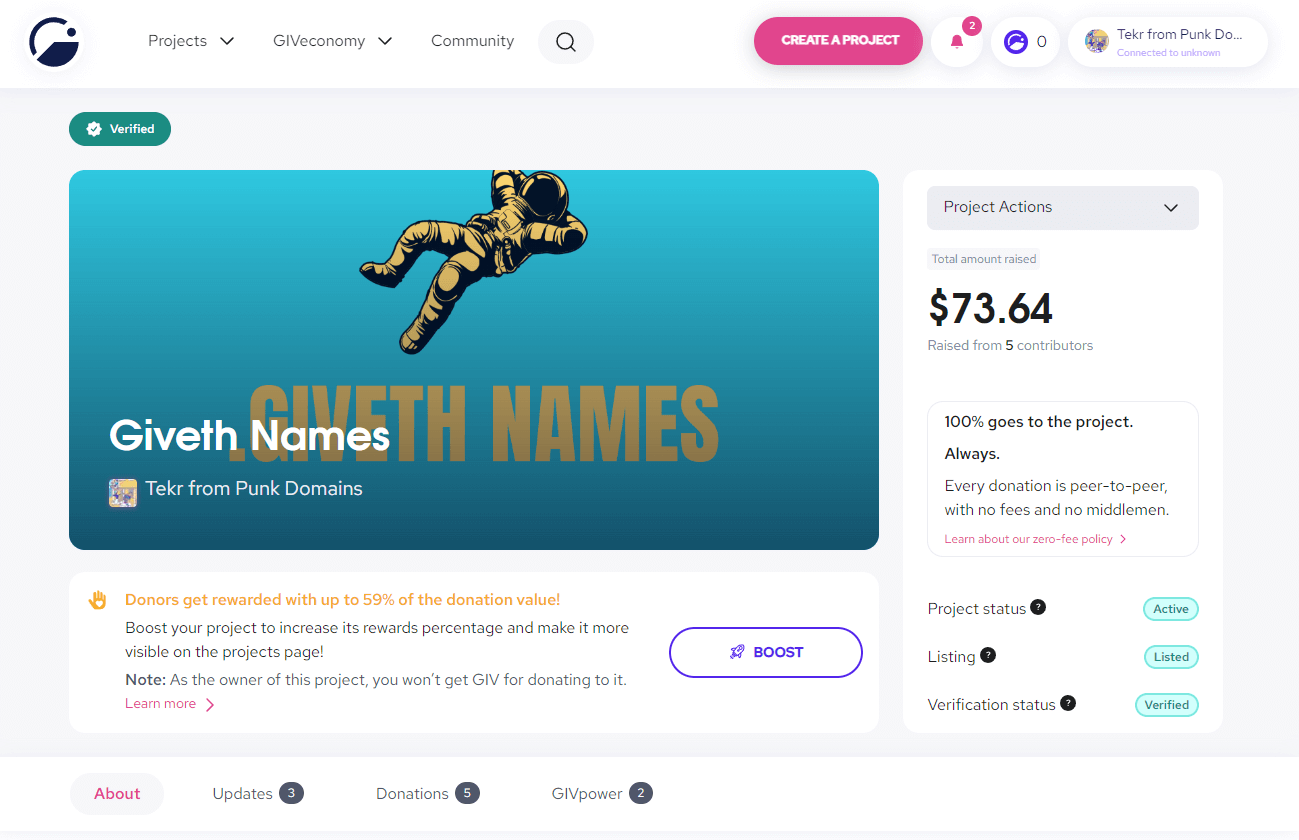 Projects
GIVeconomy
Community
CREATE A PROJECT
2
0
Tekr from Punk Do...
Connected to unknown
Verified
.GIVETH NAMES
Giveth Names
Tekr from Punk Domains
Project Actions
Total amount raised
$73.64
Raised from 5 contributors
100% goes to the project.
Always.
Every donation is peer-to-peer,
with no fees and no middlemen.
Learn about our zero-fee policy
Project status ?
Active
Listing ?
Listed
Verification status ?
Verified
Donors get rewarded with up to 59% of the donation value!
Boost your project to increase its rewards percentage and make it more
visible on the projects page!
Note: As the owner of this project, you won’t get GIV for donating to it.
Learn more
BOOST
About
Updates 3
Donations 5
GIVpower 2